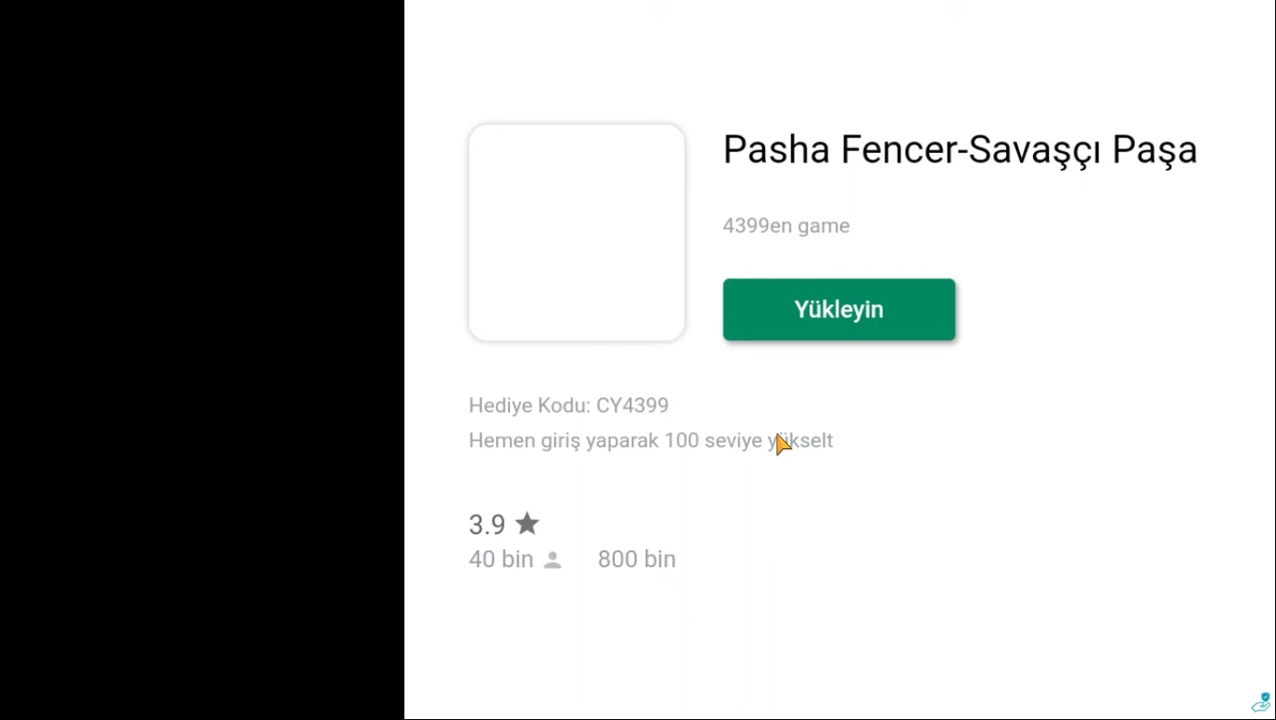 Pasha Fencer-Savaşçı Paşa
4399en game
Yükleyin
Hediye Kodu: CY4399
Hemen giriş yaparak 100 seviye yükselt
3.9 ★
40 bin
800 bin